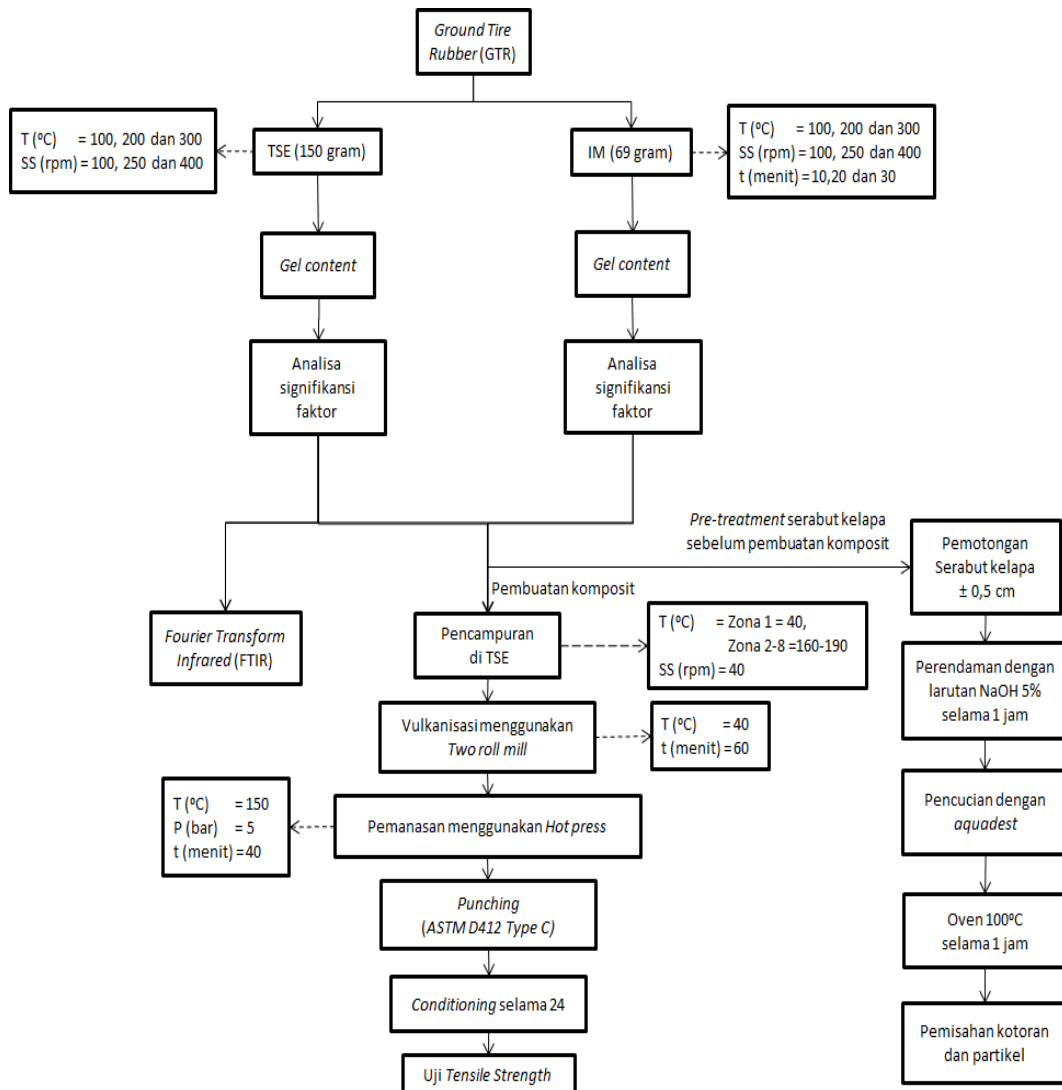 Ground Tire
Rubber (GTR)
T (⁰C) = 100, 200 dan 300
SS (rpm) = 100, 250 dan 400
TSE (150 gram)
IM (69 gram)
T (⁰C) = 100, 200 dan 300
SS (rpm) = 100, 250 dan 400
t (menit) = 10,20 dan 30
Gel content
Gel content
Analisa
signifikansi
faktor
Analisa
signifikansi
faktor
Pre-treatment serabut kelapa
sebelum pembuatan komposit
Pembuatan komposit
Fourier Transform
Infrared (FTIR)
Pencampuran
di TSE
T (⁰C) = Zona 1 = 40,
Zona 2-8 =160-190
SS (rpm) = 40
Vulkanisasi menggunakan
Two roll mill
T (⁰C) = 40
t (menit) = 60
T (⁰C) = 150
P (bar) = 5
t (menit) = 40
Pemanasan menggunakan Hot press
Punching
(ASTM D412 Type C)
Conditioning selama 24
Uji Tensile Strength
Pemotongan
Serabut kelapa
± 0,5 cm
Perendaman dengan
larutan NaOH 5%
selama 1 jam
Pencucian dengan
aquadest
Oven 100⁰C
selama 1 jam
Pemisahan kotoran
dan partikel